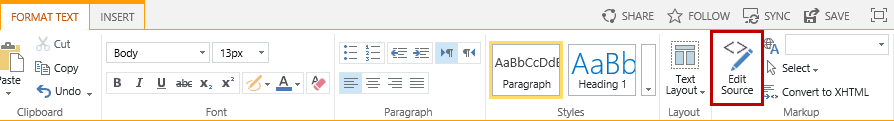 FORMAT TEXT INSERT SHARE FOLLOW SYNC SAVE
Paste
Cut
Copy
Undo
Clipboard
Body 13px
B I U abc x₂ x² A A
Font
Paragraph
AaBbCcDdE
Paragraph
AaBb
Heading 1
Styles
Text
Layout
Layout
Edit
Source
Select
Convert to XHTML
Markup